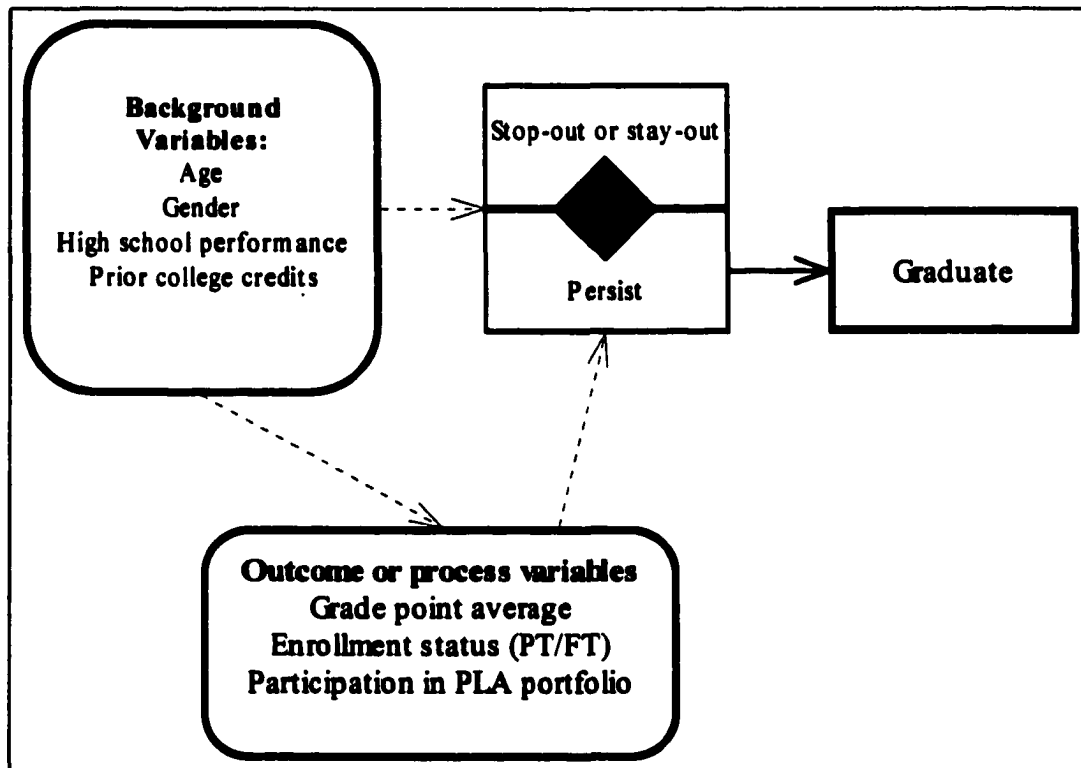 Background
Variables:
Age
Gender
High school performance
Prior college credits
Stop-out or stay-out
Persist
Graduate
Outcome or process variables
Grade point average
Enrollment status (PT/FT)
Participation in PLA portfolio